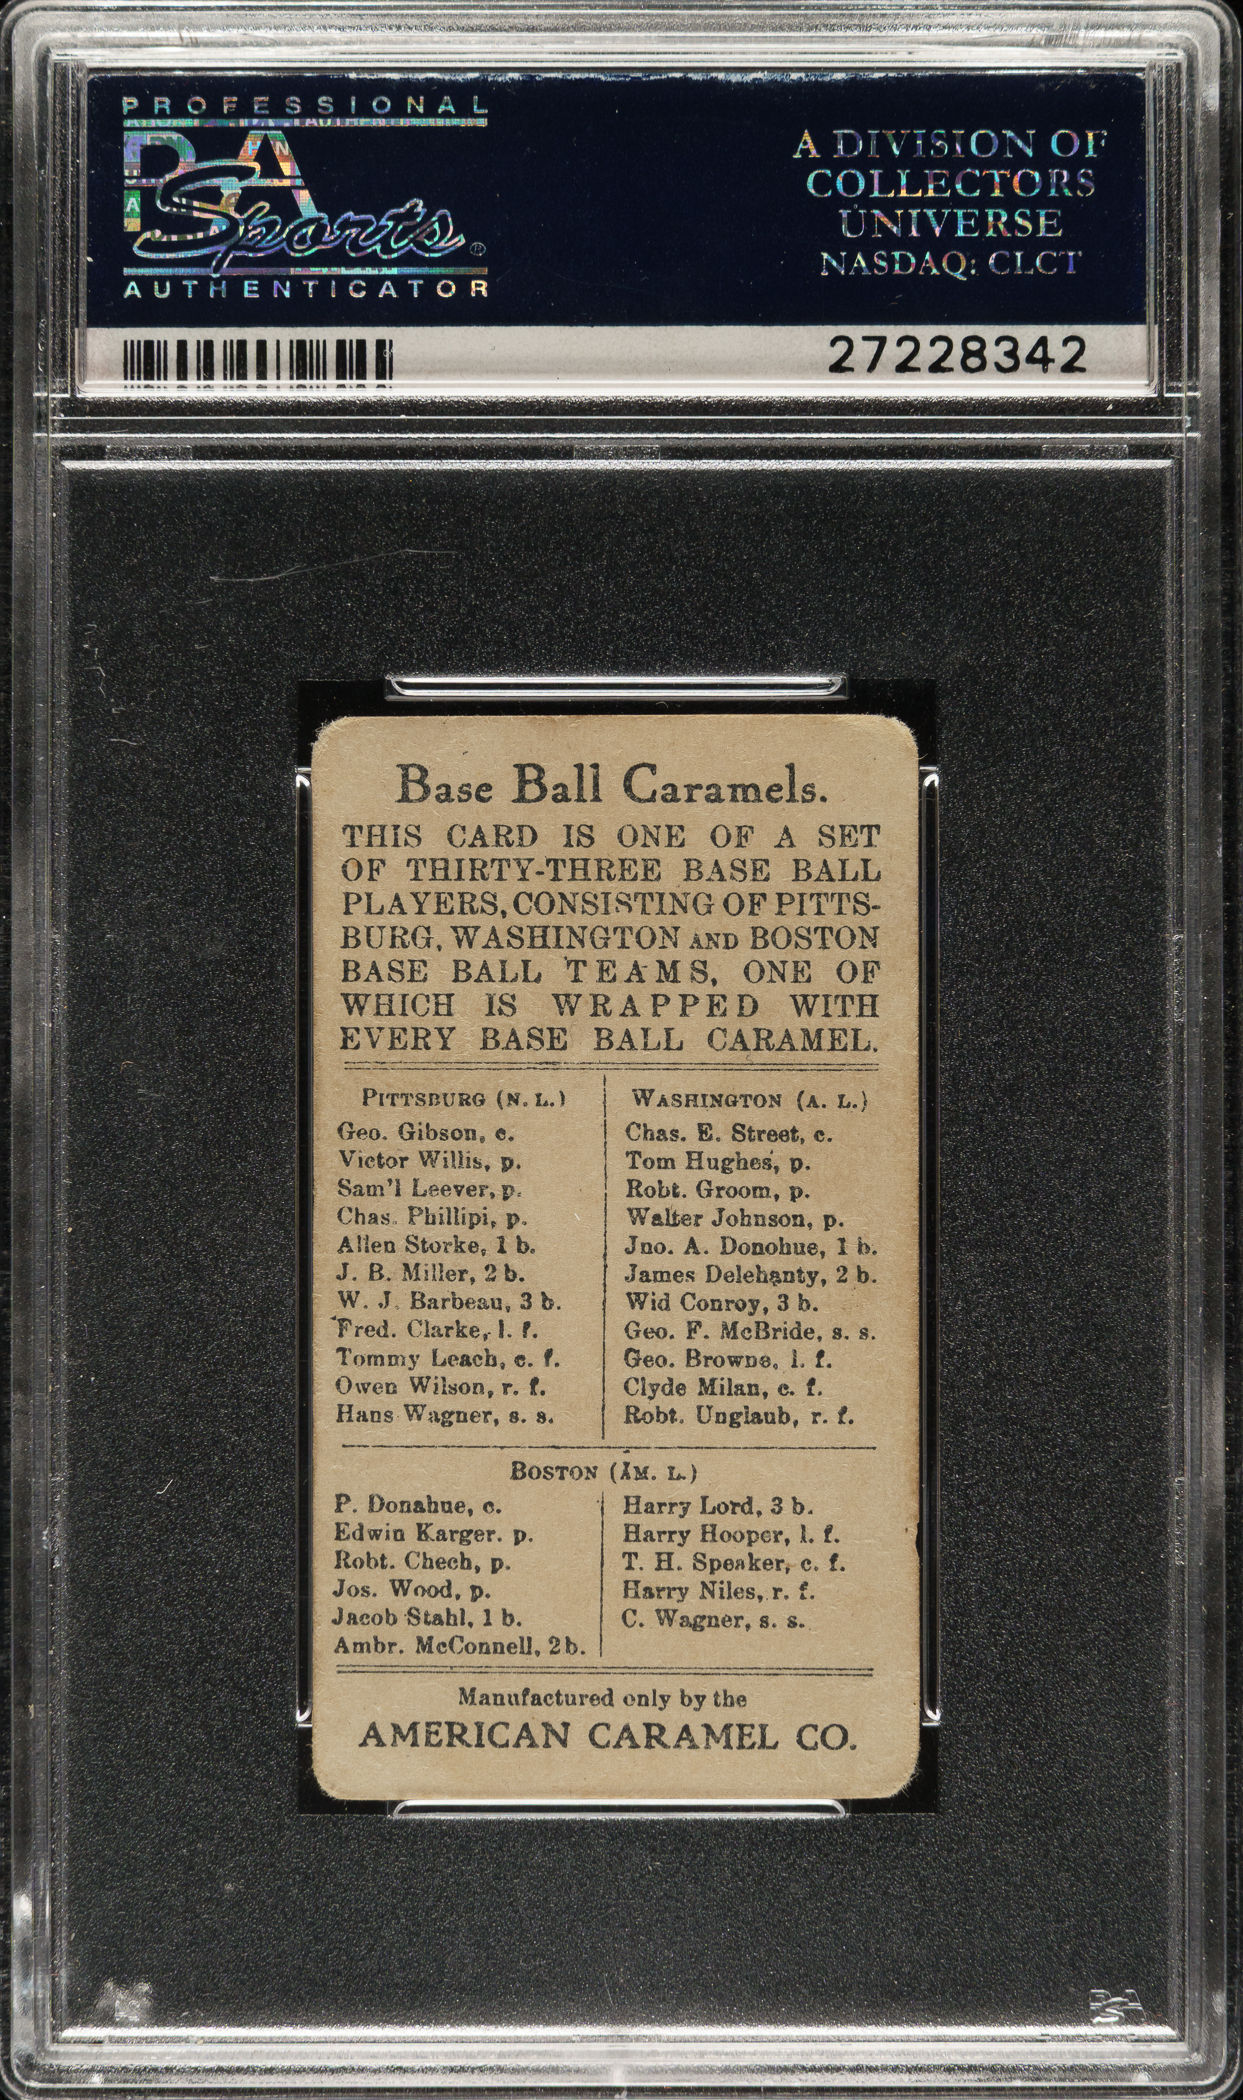 PROFESSIONAL
PSA
Sports®
AUTHENTICATOR
A DIVISION OF
COLLECTORS
UNIVERSE
NASDAQ: CLCT
27228342
Base Ball Caramels.
THIS CARD IS ONE OF A SET
OF THIRTY-THREE BASE BALL
PLAYERS, CONSISTING OF PITTS-
BURG, WASHINGTON AND BOSTON
BASE BALL TEAMS, ONE OF
WHICH IS WRAPPED WITH
EVERY BASE BALL CARAMEL.
PITTSBURG (N. L.)
Geo. Gibson, c.
Victor Willis, p.
Sam'l Leever, p.
Chas. Phillipi, p.
Allen Storke, 1 b.
J. B. Miller, 2 b.
W. J. Barbeau, 3 b.
Fred. Clarke, l. f.
Tommy Leach, c. f.
Owen Wilson, r. f.
Hans Wagner, s. s.
WASHINGTON (A. L.)
Chas. E. Street, c.
Tom Hughes, p.
Robt. Groom, p.
Walter Johnson, p.
Jno. A. Donohue, 1 b.
James Delehanty, 2 b.
Wid Conroy, 3 b.
Geo. F. McBride, s. s.
Geo. Browne, l. f.
Clyde Milan, c. f.
Robt. Unglaub, r. f.
BOSTON (AM. L.)
P. Donahue, c.
Edwin Karger. p.
Robt. Chech, p.
Jos. Wood, p.
Jacob Stahl, 1 b.
Ambr. McConnell, 2 b.
Harry Lord, 3 b.
Harry Hooper, l. f.
T. H. Speaker, c. f.
Harry Niles, r. f.
C. Wagner, s. s.
Manufactured only by the
AMERICAN CARAMEL CO.
PSA